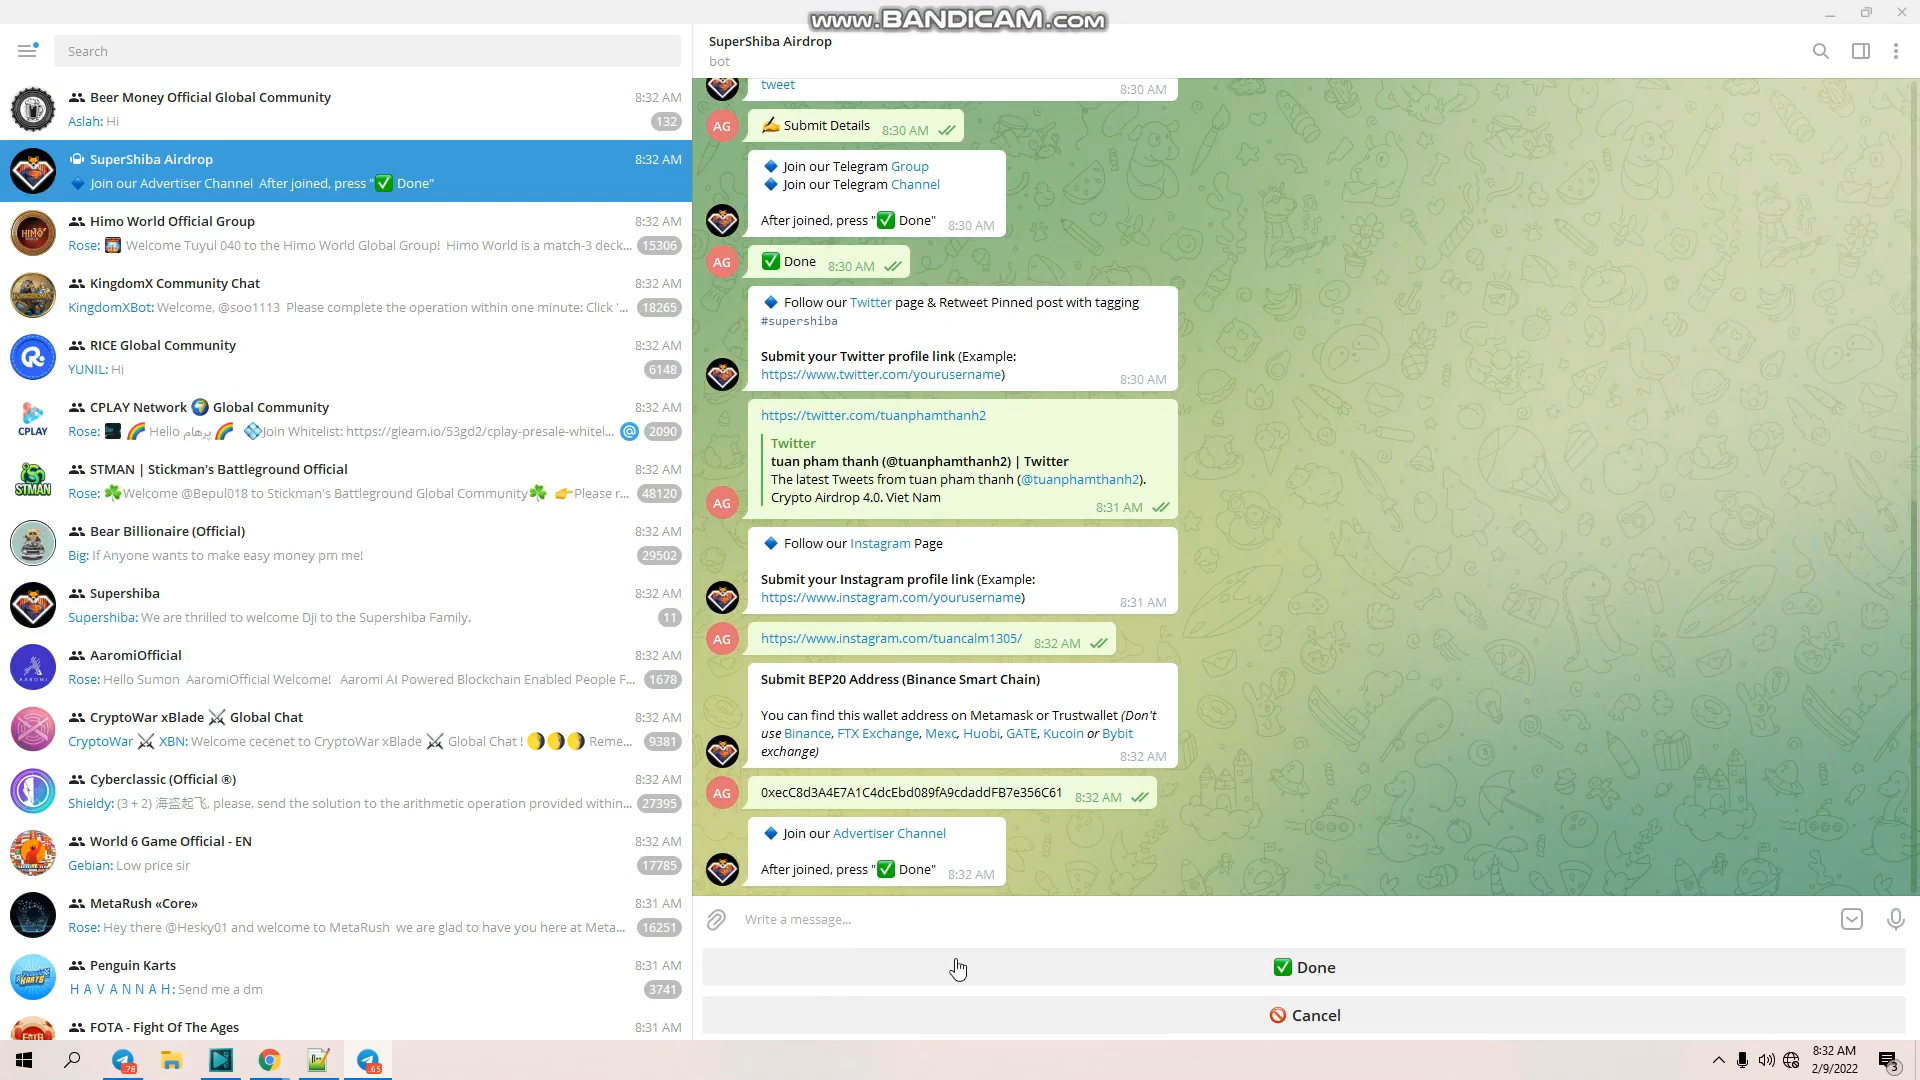 www.BANDICAM.com
Search
Beer Money Official Global Community 8:32 AM
Aslah: Hi 132
SuperShiba Airdrop 8:32 AM
🔷 Join our Advertiser Channel After joined, press "✅ Done"
Himo World Official Group 8:32 AM
Rose: Welcome Tuyul 040 to the Himo World Global Group! Himo World is a match-3 deck... 15306
KingdomX Community Chat 8:32 AM
KingdomXBot: Welcome, @soo1113 Please complete the operation within one minute: Click '... 18265
RICE Global Community 8:32 AM
YUNIL: Hi 6148
CPLAY Network 🌍 Global Community 8:32 AM
CPLAY
Rose: 🌈 Hello پرهام 🌈 💠Join Whitelist: https://gleam.io/53gd2/cplay-presale-whitel... @ 2090
STMAN | Stickman's Battleground Official 8:32 AM
STMAN
Rose: ☘️Welcome @Bepul018 to Stickman's Battleground Global Community☘️ 👉Please r... 48120
Bear Billionaire (Official) 8:32 AM
Big: If Anyone wants to make easy money pm me! 29502
Supershiba 8:32 AM
Supershiba: We are thrilled to welcome Dji to the Supershiba Family. 11
AaromiOfficial 8:32 AM
Rose: Hello Sumon AaromiOfficial Welcome! Aaromi AI Powered Blockchain Enabled People F... 1678
CryptoWar xBlade ⚔ Global Chat 8:32 AM
CryptoWar ⚔ XBN: Welcome cecenet to CryptoWar xBlade ⚔ Global Chat ! 🌖🌖🌖 Reme... 9381
Cyberclassic (Official ®) 8:32 AM
Shieldy: (3 + 2) 海盗起飞, please, send the solution to the arithmetic operation provided within... 27395
World 6 Game Official - EN 8:32 AM
Gebian: Low price sir 17785
MetaRush «Core» 8:31 AM
Rose: Hey there @Hesky01 and welcome to MetaRush we are glad to have you here at Meta... 16251
Penguin Karts 8:31 AM
H A V A N N A H: Send me a dm 3741
FOTA - Fight Of The Ages 8:31 AM
SuperShiba Airdrop
bot
tweet 8:30 AM
AG ✍️ Submit Details 8:30 AM
🔷 Join our Telegram Group
🔷 Join our Telegram Channel
After joined, press "✅ Done" 8:30 AM
AG ✅ Done 8:30 AM
🔷 Follow our Twitter page & Retweet Pinned post with tagging
#supershiba
Submit your Twitter profile link (Example:
https://www.twitter.com/yourusername) 8:30 AM
https://twitter.com/tuanphamthanh2
Twitter
tuan pham thanh (@tuanphamthanh2) | Twitter
The latest Tweets from tuan pham thanh (@tuanphamthanh2).
Crypto Airdrop 4.0. Viet Nam
AG 8:31 AM
🔷 Follow our Instagram Page
Submit your Instagram profile link (Example:
https://www.instagram.com/yourusername) 8:31 AM
AG https://www.instagram.com/tuancalm1305/ 8:32 AM
Submit BEP20 Address (Binance Smart Chain)
You can find this wallet address on Metamask or Trustwallet (Don't
use Binance, FTX Exchange, Mexc, Huobi, GATE, Kucoin or Bybit
exchange) 8:32 AM
AG 0xecC8d3A4E7A1C4dcEbd089fA9cdaddFB7e356C61 8:32 AM
🔷 Join our Advertiser Channel
After joined, press "✅ Done" 8:32 AM
Write a message...
✅ Done
🚫 Cancel
78
65
8:32 AM
2/9/2022
3